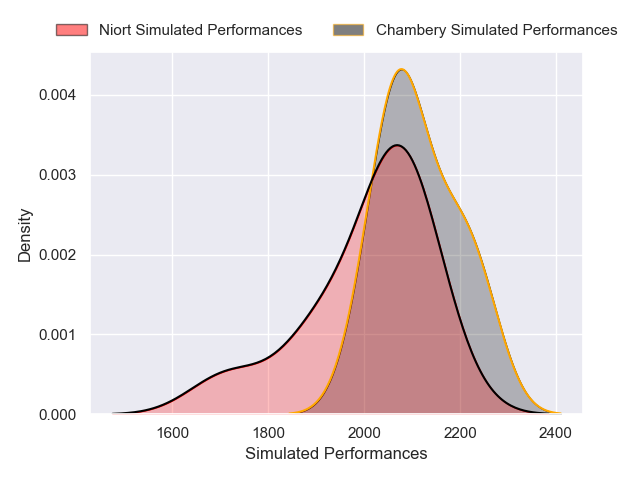 Niort Simulated Performances Chambery Simulated Performances
0.004
0.003
0.002
0.001
0.000
Density
1600 1800 2000 2200 2400
Simulated Performances